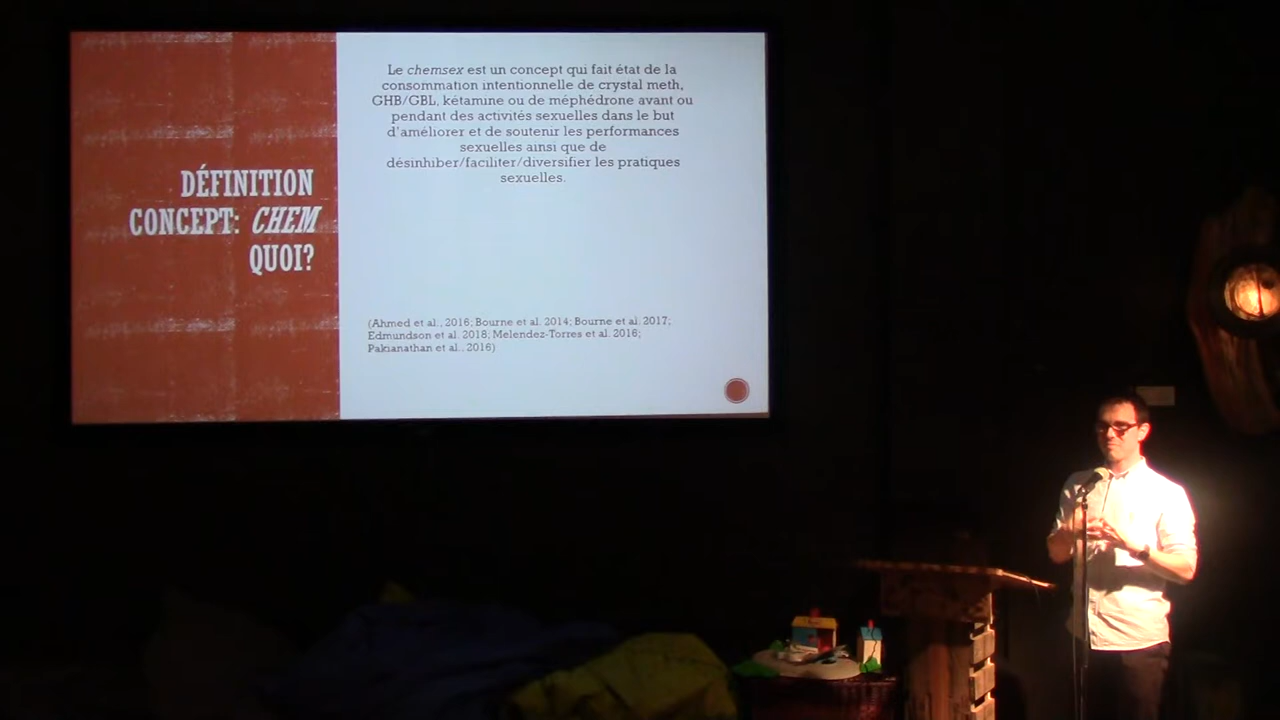 DÉFINITION
CONCEPT: CHEM
QUOI?
Le chemsex est un concept qui fait état de la
consommation intentionnelle de crystal meth,
GHB/GBL, kétamine ou de méphédrone avant ou
pendant des activités sexuelles dans le but
d'améliorer et de soutenir les performances
sexuelles ainsi que de
désinhiber/faciliter/diversifier les pratiques
sexuelles.
(Ahmed et al., 2016; Bourne et al. 2014; Bourne et al. 2017;
Edmundson et al. 2018; Melendez-Torres et al. 2016;
Pakianathan et al., 2016)